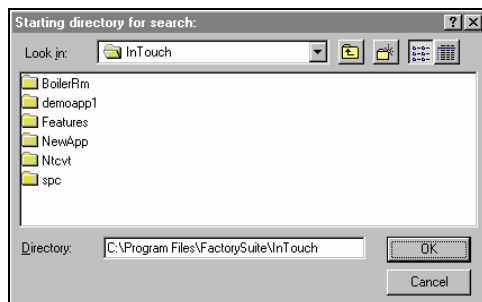 Starting directory for search:
Look in: InTouch
BoilerRm
demoapp1
Features
NewApp
Ntcvt
spc
Directory: C:\Program Files\FactorySuite\InTouch OK
Cancel